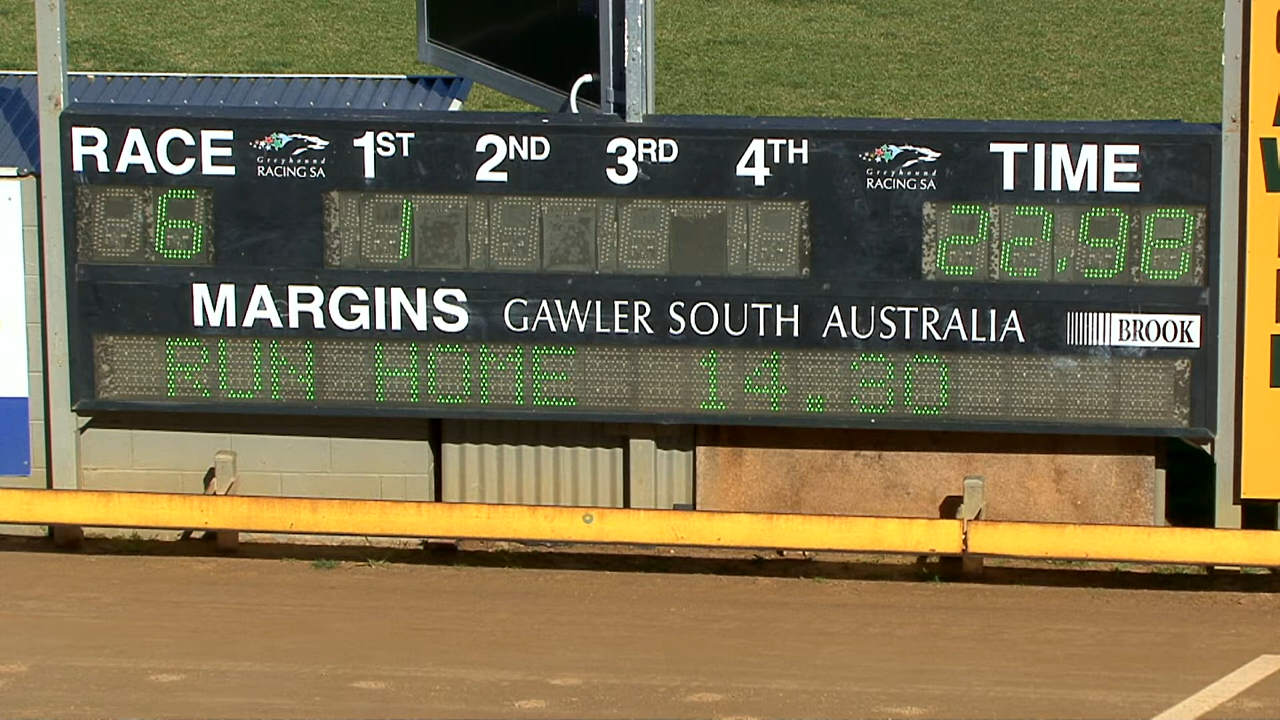 RACE Greyhound RACING SA 1ST 2ND 3RD 4TH Greyhound RACING SA TIME
6 1 22.98
MARGINS GAWLER SOUTH AUSTRALIA BROOK
RUN HOME 14.30